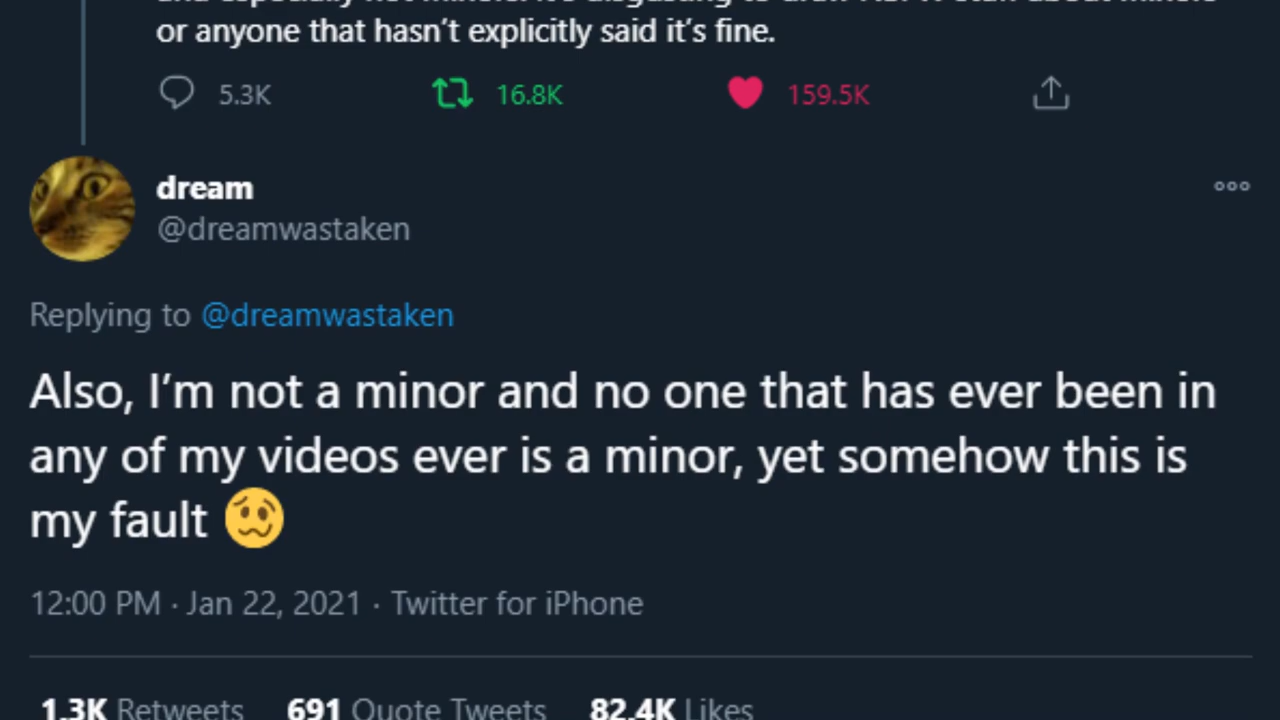 or anyone that hasn't explicitly said it's fine.
5.3K 16.8K 159.5K
dream
@dreamwastaken
Replying to @dreamwastaken
Also, I'm not a minor and no one that has ever been in
any of my videos ever is a minor, yet somehow this is
my fault 🥴
12:00 PM · Jan 22, 2021 · Twitter for iPhone
1.3K Retweets 691 Quote Tweets 82.4K Likes